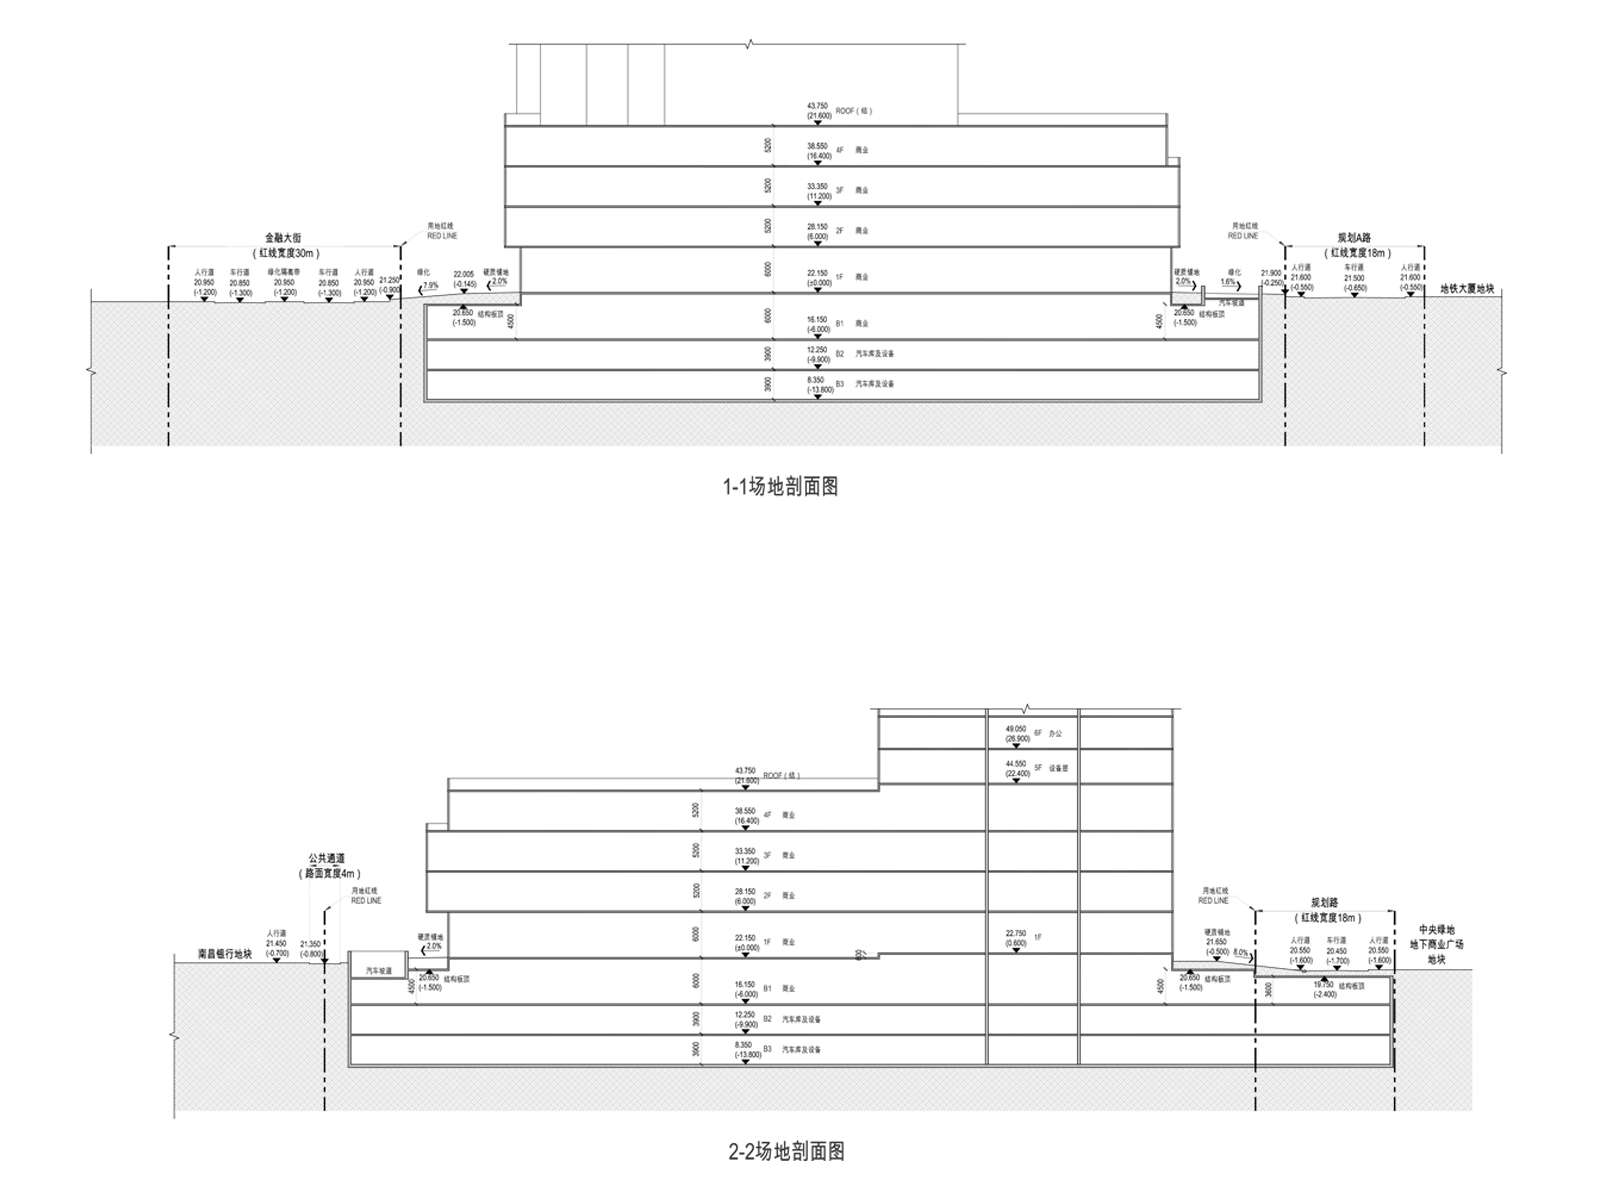 43.750
(21.600)
ROOF（结）
5200
38.550
(16.400)
4F 商业
5200
33.350
(11.200)
3F 商业
5200
28.150
(6.000)
2F 商业
6000
22.150
(±0.000)
1F 商业
6000
16.150
(-6.000)
B1 商业
3900
12.250
(-9.900)
B2 汽车库及设备
3900
8.350
(-13.800)
B3 汽车库及设备
金融大街
（红线宽度30m）
用地红线
RED LINE
人行道
20.950
(-1.200)
车行道
20.850
(-1.300)
绿化隔离带
20.950
(-1.200)
车行道
20.850
(-1.300)
人行道
20.950
(-1.200)
21.250
(-0.900)
绿化
7.9%
22.005
(-0.145)
硬质铺地
2.0%
20.650
(-1.500)
结构板顶
4500
用地红线
RED LINE
规划A路
（红线宽度18m）
硬质铺地
2.0%
绿化
1.6%
21.900
(-0.250)
人行道
21.600
(-0.550)
车行道
21.500
(-0.650)
人行道
21.600
(-0.550)
地铁大厦地块
汽车坡道
4500
20.650
(-1.500)
结构板顶
1-1场地剖面图
49.050
(26.900)
6F 办公
44.550
(22.400)
5F 设备层
43.750
(21.600)
ROOF（结）
5200
38.550
(16.400)
4F 商业
5200
33.350
(11.200)
3F 商业
5200
28.150
(6.000)
2F 商业
6000
22.150
(±0.000)
1F 商业
600
22.750
(0.600)
1F
6000
16.150
(-6.000)
B1 商业
3900
12.250
(-9.900)
B2 汽车库及设备
3900
8.350
(-13.800)
B3 汽车库及设备
公共通道
（路面宽度4m）
用地红线
RED LINE
南昌银行地块
人行道
21.450
(-0.700)
21.350
(-0.800)
硬质铺地
2.0%
汽车坡道
4500
20.650
(-1.500)
结构板顶
用地红线
RED LINE
规划路
（红线宽度18m）
硬质铺地
21.650
(-0.500)
8.0%
人行道
20.550
(-1.600)
车行道
20.450
(-1.700)
人行道
20.550
(-1.600)
中央绿地
地下商业广场
地块
4500
20.650
(-1.500)
结构板顶
3600
19.750
(-2.400)
结构板顶
2-2场地剖面图